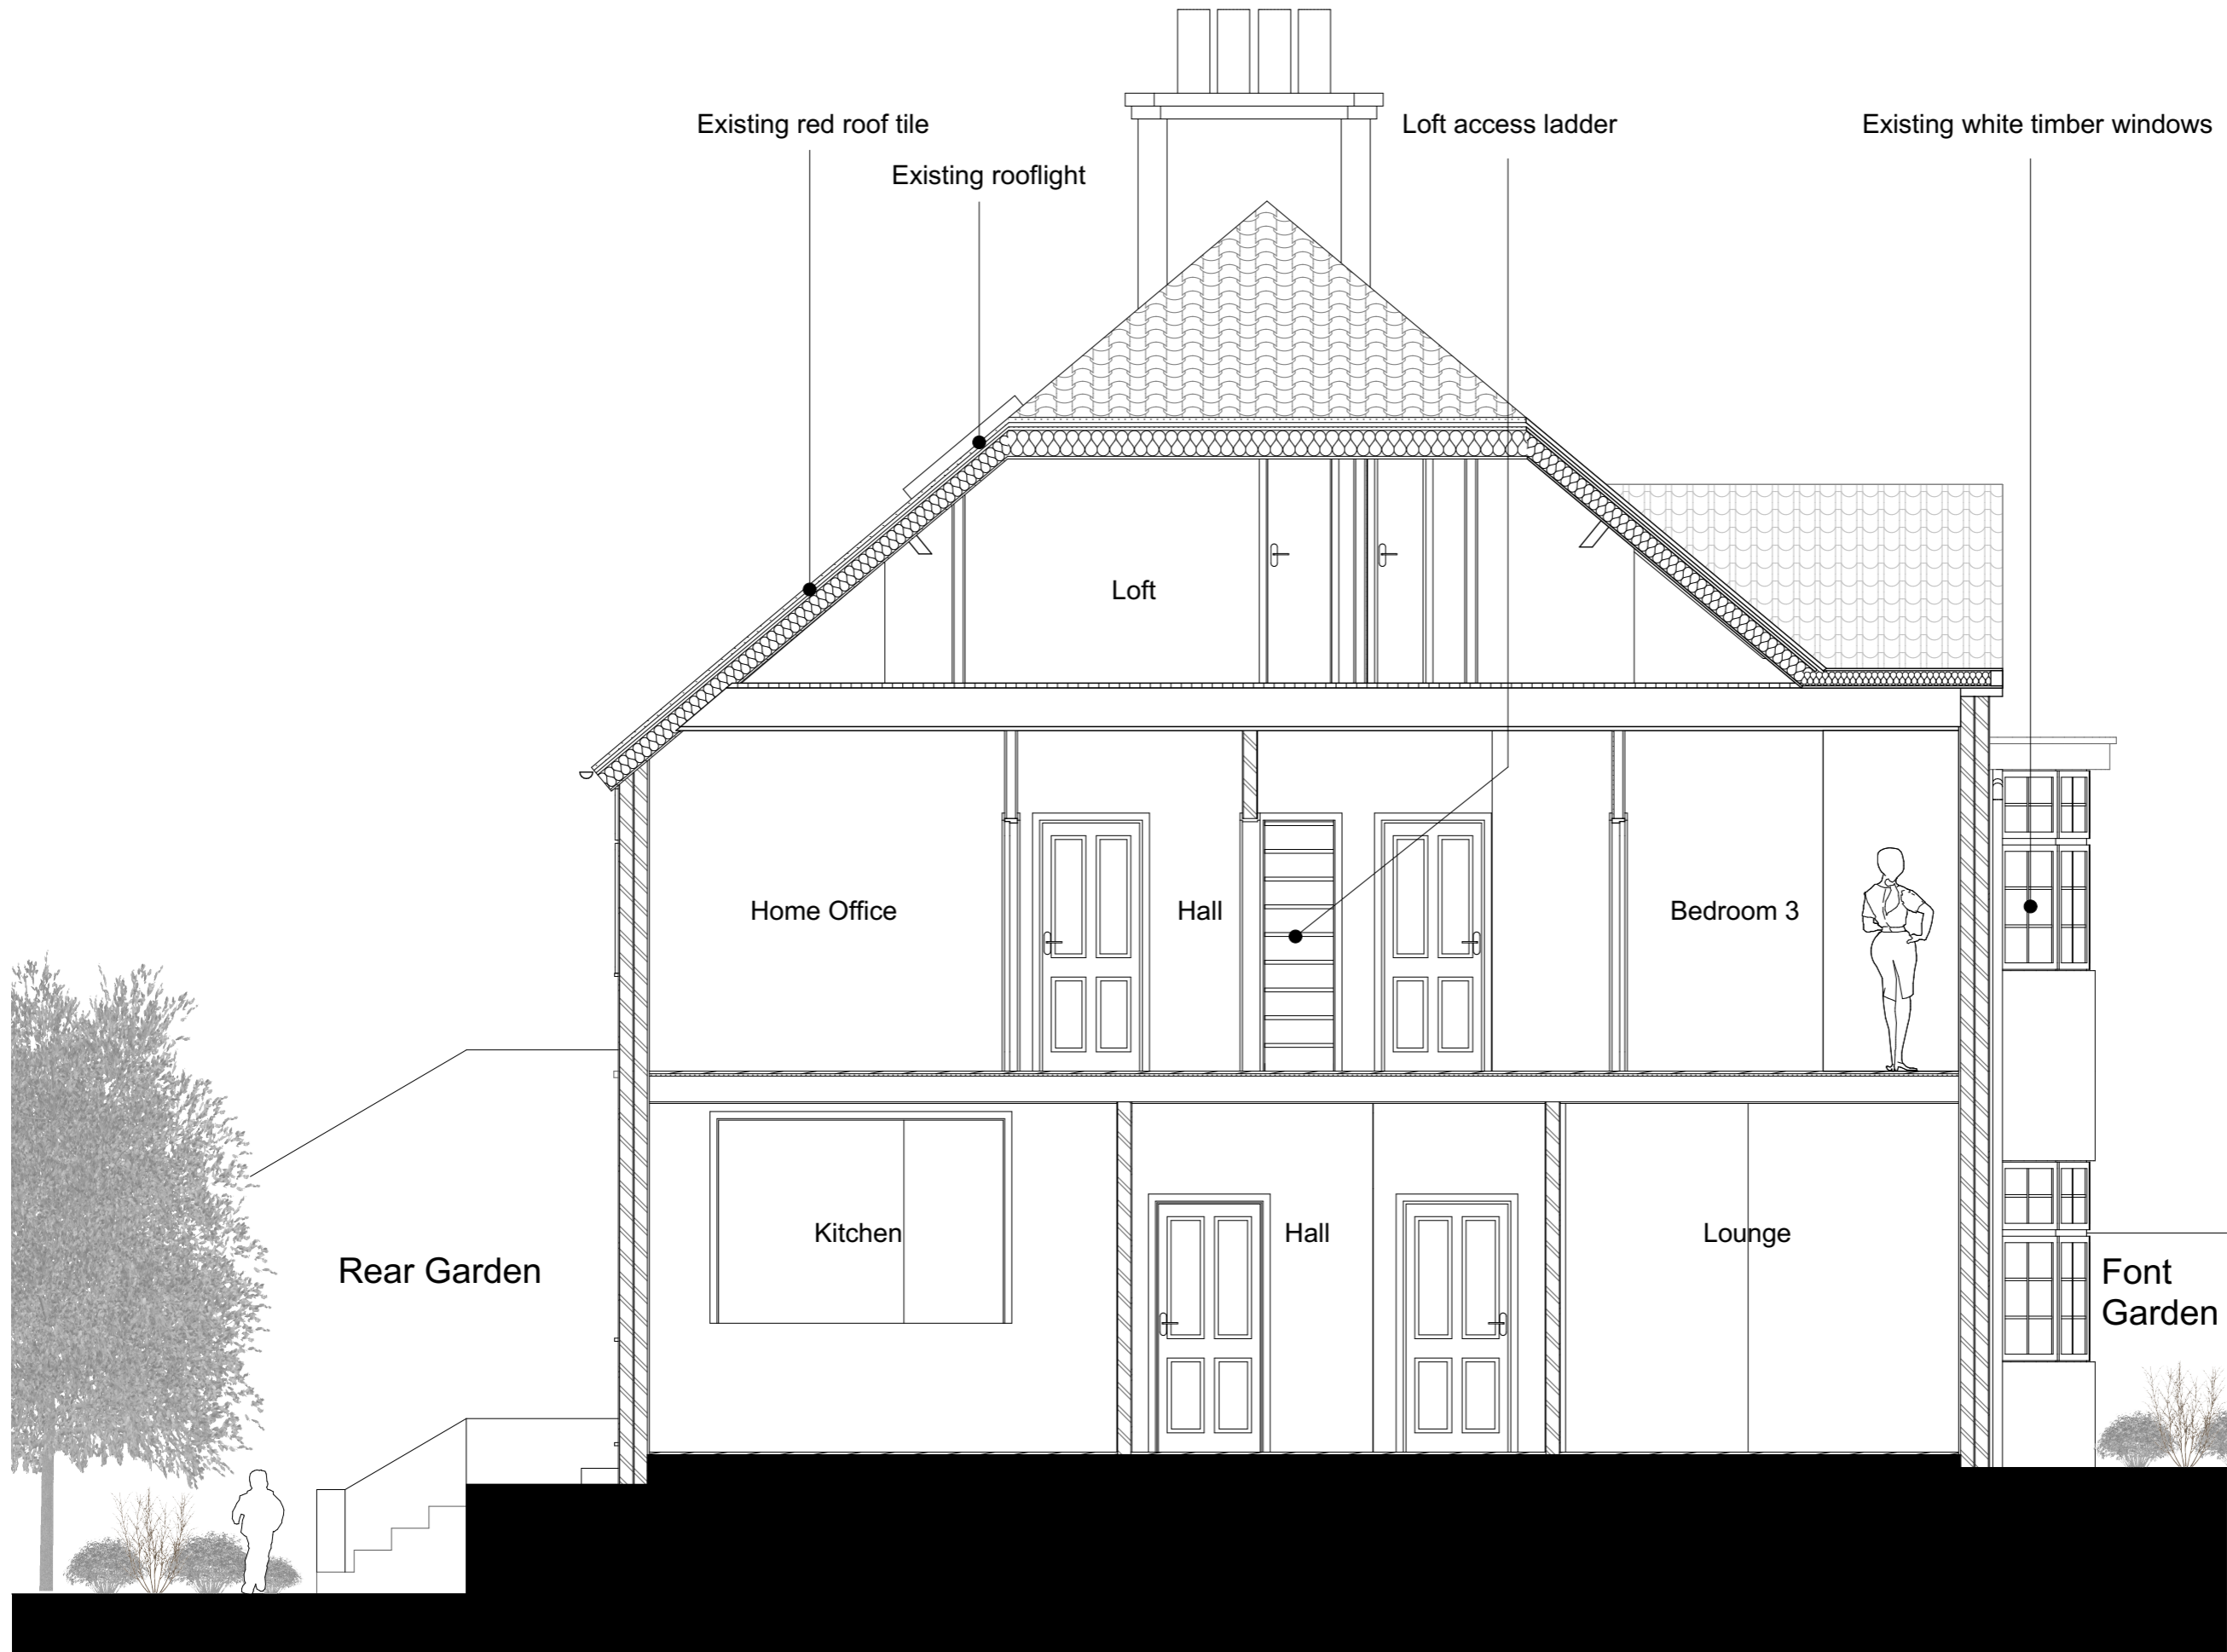 Existing red roof tile
Loft access ladder
Existing white timber windows
Existing rooflight
Loft
Home Office
Hall
Bedroom 3
Kitchen
Hall
Lounge
Rear Garden
Font
Garden